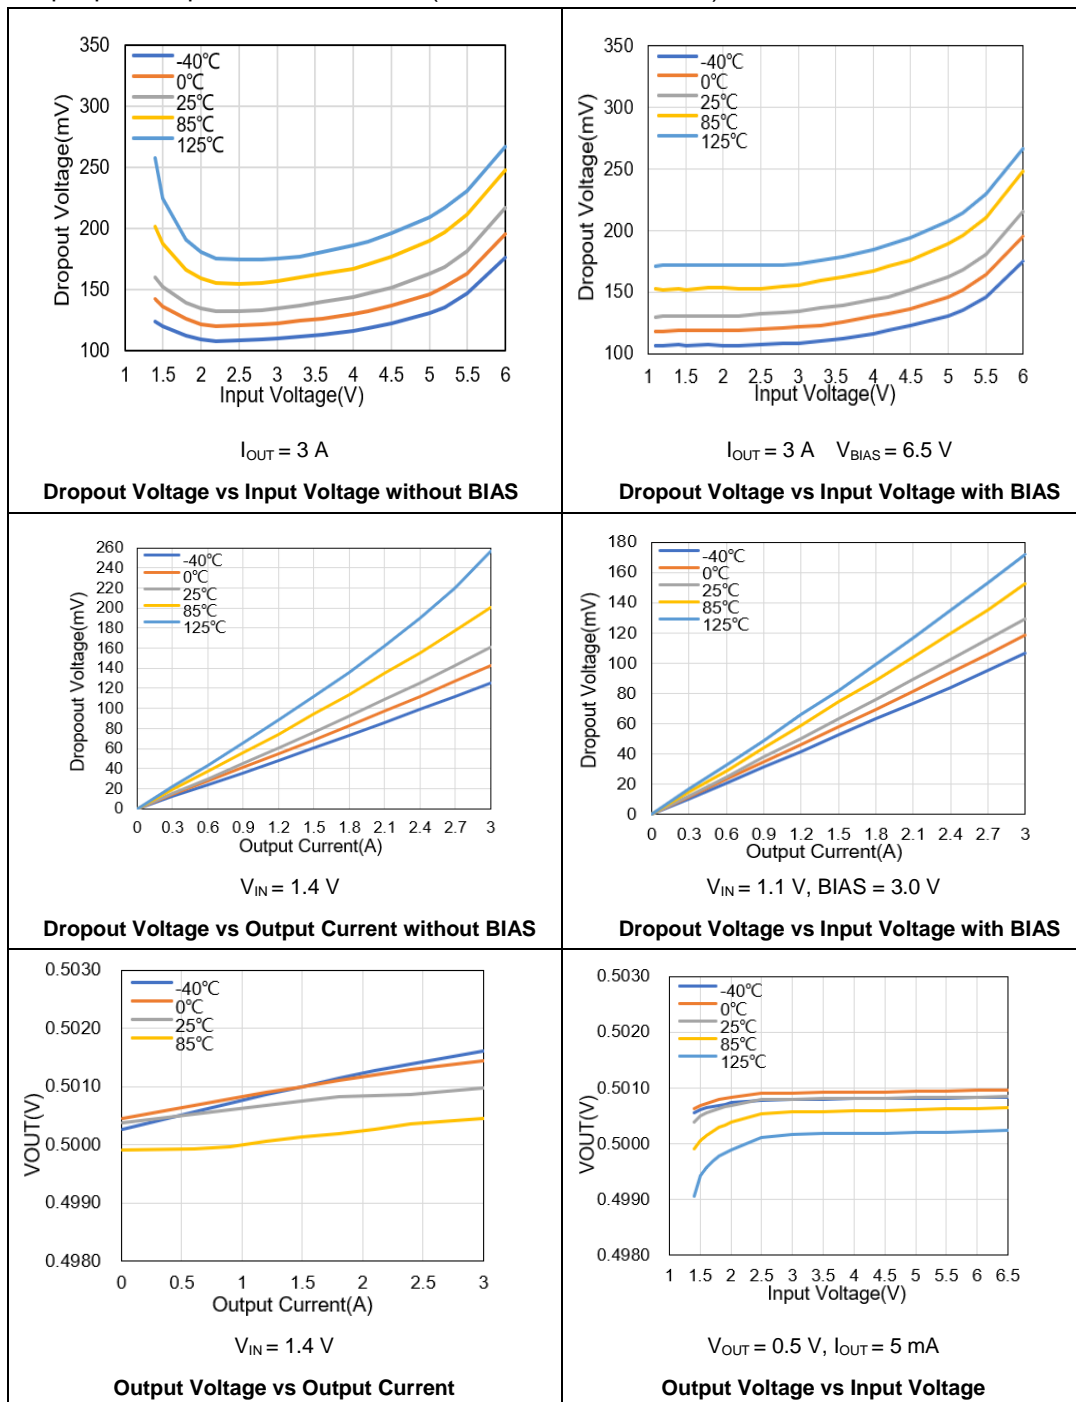 350
300
250
200
150
100
Dropout Voltage(mV)
-40℃
0℃
25℃
85℃
125℃
1 1.5 2 2.5 3 3.5 4 4.5 5 5.5 6
Input Voltage(V)
IOUT = 3 A
Dropout Voltage vs Input Voltage without BIAS
350
300
250
200
150
100
Dropout Voltage(mV)
-40℃
0℃
25℃
85℃
125℃
1 1.5 2 2.5 3 3.5 4 4.5 5 5.5 6
Input Voltage(V)
IOUT = 3 A VBIAS = 6.5 V
Dropout Voltage vs Input Voltage with BIAS
260
240
220
200
180
160
140
120
100
80
60
40
20
0
Dropoout Voltage(mV)
-40℃
0℃
25℃
85℃
125℃
0 0.3 0.6 0.9 1.2 1.5 1.8 2.1 2.4 2.7 3
Output Current(A)
VIN = 1.4 V
Dropout Voltage vs Output Current without BIAS
180
160
140
120
100
80
60
40
20
0
Dropout Voltage(mV)
-40℃
0℃
25℃
85℃
125℃
0 0.3 0.6 0.9 1.2 1.5 1.8 2.1 2.4 2.7 3
Output Current(A)
VIN = 1.1 V, BIAS = 3.0 V
Dropout Voltage vs Input Voltage with BIAS
0.5030
0.5020
0.5010
0.5000
0.4990
0.4980
VOUT(V)
-40℃
0℃
25℃
85℃
0 0.5 1 1.5 2 2.5 3
Output Current(A)
VIN = 1.4 V
Output Voltage vs Output Current
0.5030
0.5020
0.5010
0.5000
0.4990
0.4980
VOUT(V)
-40℃
0℃
25℃
85℃
125℃
1 1.5 2 2.5 3 3.5 4 4.5 5 5.5 6 6.5
Input Voltage(V)
VOUT = 0.5 V, IOUT = 5 mA
Output Voltage vs Input Voltage